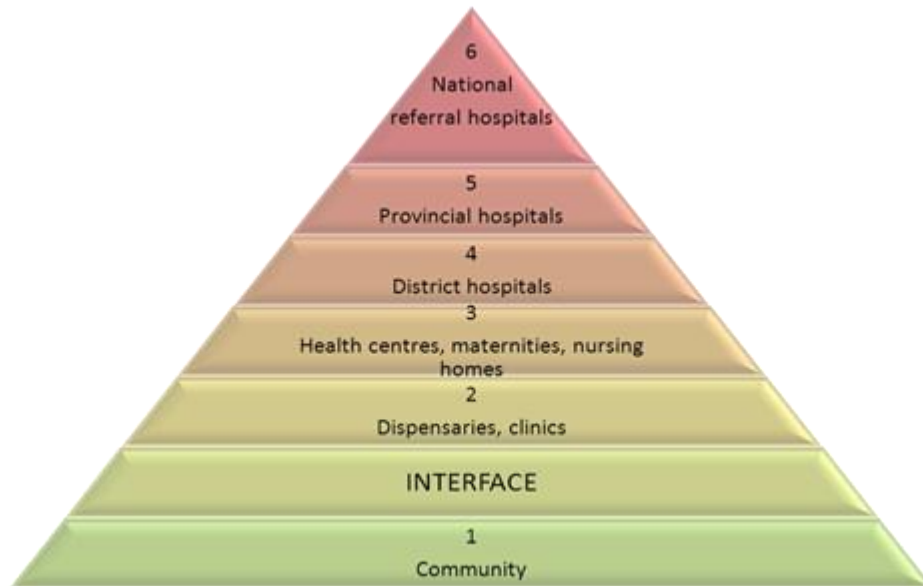 6
National
referral hospitals
5
Provincial hospitals
4
District hospitals
3
Health centres, maternities, nursing
homes
2
Dispensaries, clinics
INTERFACE
1
Community